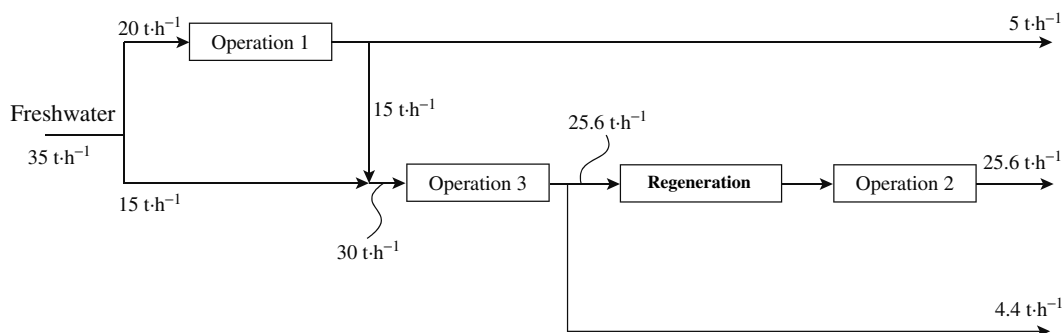 20 t·h⁻¹
Operation 1
5 t·h⁻¹
Freshwater
35 t·h⁻¹
15 t·h⁻¹
25.6 t·h⁻¹
Operation 3
Regeneration
Operation 2
25.6 t·h⁻¹
15 t·h⁻¹
30 t·h⁻¹
4.4 t·h⁻¹